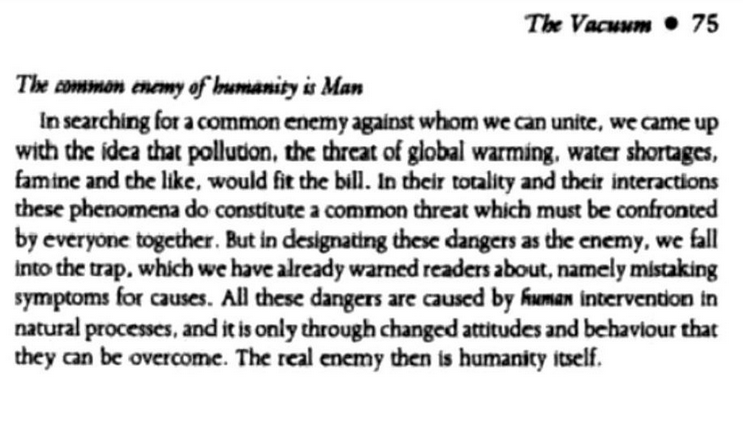 The Vacuum ● 75
The common enemy of humanity is Man
In searching for a common enemy against whom we can unite, we came up
with the idea that pollution, the threat of global warming, water shortages,
famine and the like, would fit the bill. In their totality and their interactions
these phenomena do constitute a common threat which must be confronted
by everyone together. But in designating these dangers as the enemy, we fall
into the trap, which we have already warned readers about, namely mistaking
symptoms for causes. All these dangers are caused by human intervention in
natural processes, and it is only through changed attitudes and behaviour that
they can be overcome. The real enemy then is humanity itself.